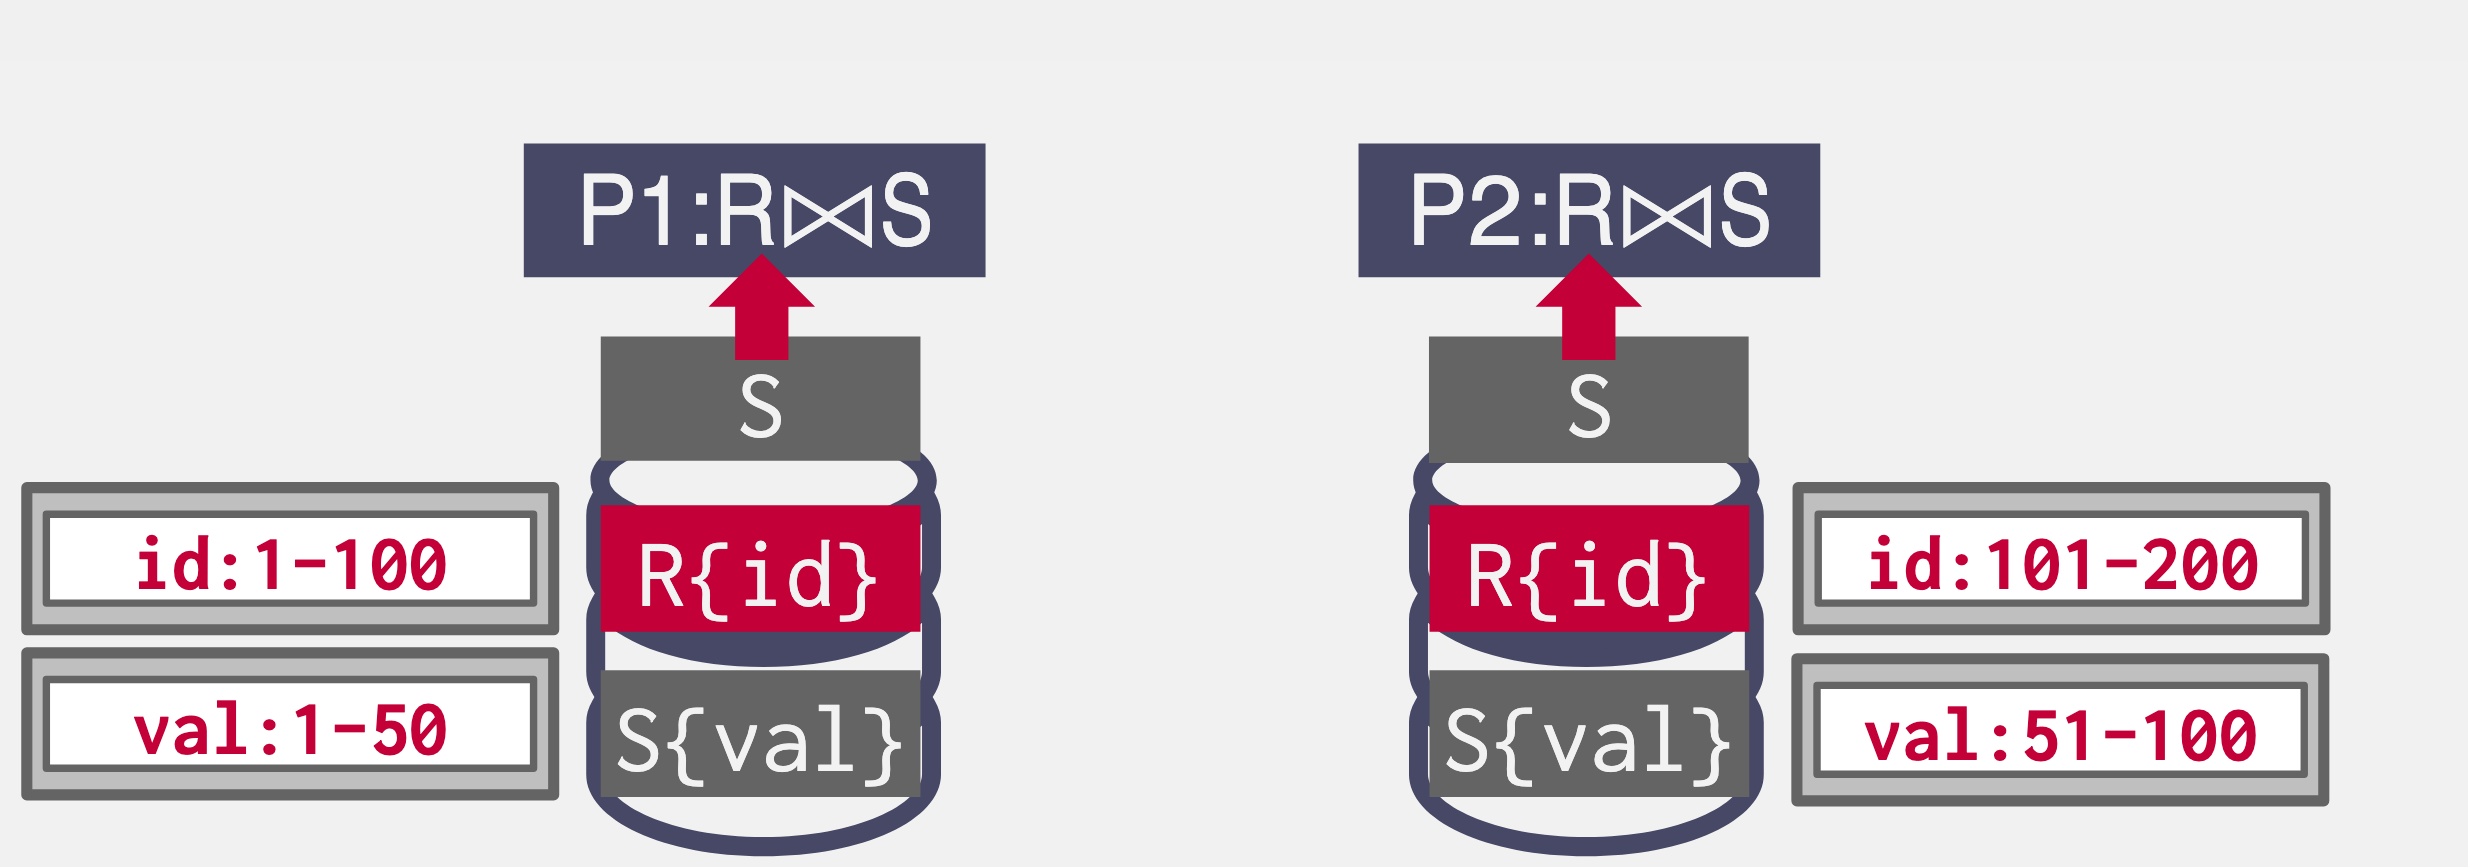 P1:R⋈S
P2:R⋈S
S
S
id:1-100
R{id}
R{id}
id:101-200
val:1-50
S{val}
S{val}
val:51-100